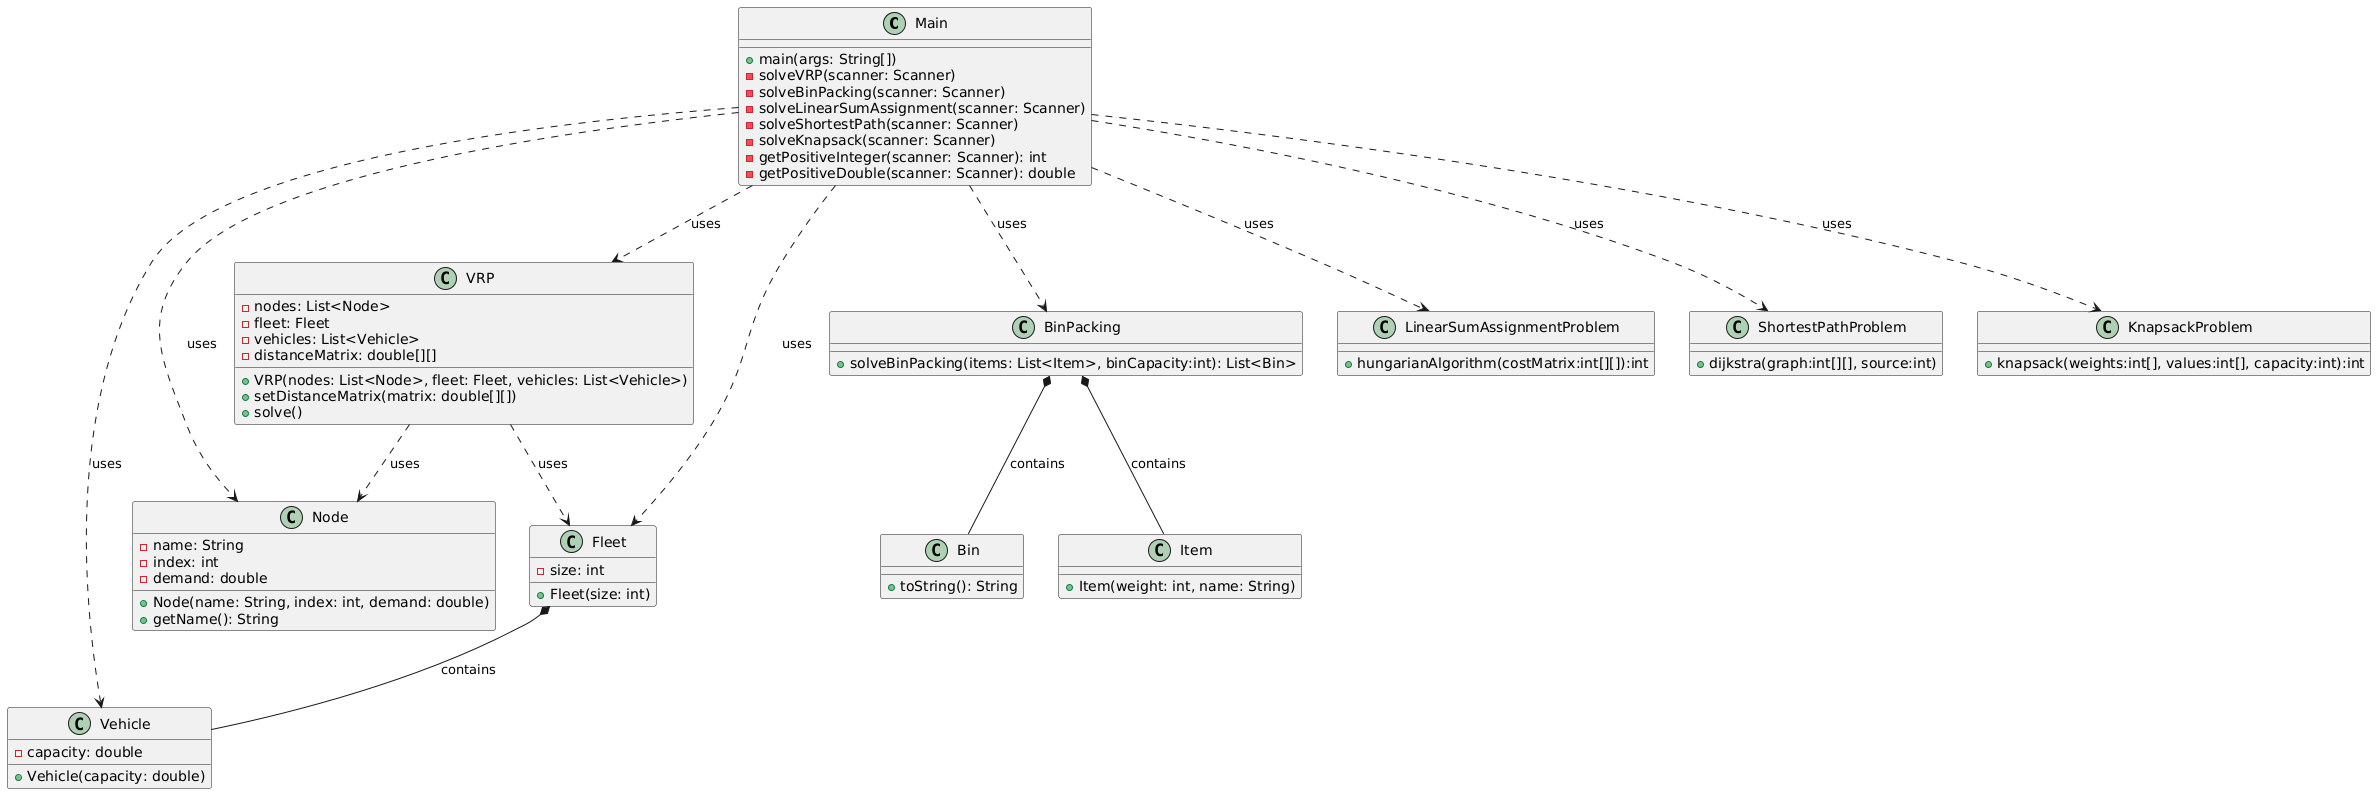 C Main
main(args: String[])
solveVRP(scanner: Scanner)
solveBinPacking(scanner: Scanner)
solveLinearSumAssignment(scanner: Scanner)
solveShortestPath(scanner: Scanner)
solveKnapsack(scanner: Scanner)
getPositiveInteger(scanner: Scanner): int
getPositiveDouble(scanner: Scanner): double
uses
uses
uses
uses
uses
C VRP
nodes: List<Node>
fleet: Fleet
vehicles: List<Vehicle>
distanceMatrix: double[][]
VRP(nodes: List<Node>, fleet: Fleet, vehicles: List<Vehicle>)
setDistanceMatrix(matrix: double[][])
solve()
C BinPacking
solveBinPacking(items: List<Item>, binCapacity:int): List<Bin>
C LinearSumAssignmentProblem
hungarianAlgorithm(costMatrix:int[][]):int
C ShortestPathProblem
dijkstra(graph:int[][], source:int)
C KnapsackProblem
knapsack(weights:int[], values:int[], capacity:int):int
uses
uses
uses
uses
uses
contains
contains
C Node
name: String
index: int
demand: double
Node(name: String, index: int, demand: double)
getName(): String
C Fleet
size: int
Fleet(size: int)
C Bin
toString(): String
C Item
Item(weight: int, name: String)
contains
C Vehicle
capacity: double
Vehicle(capacity: double)